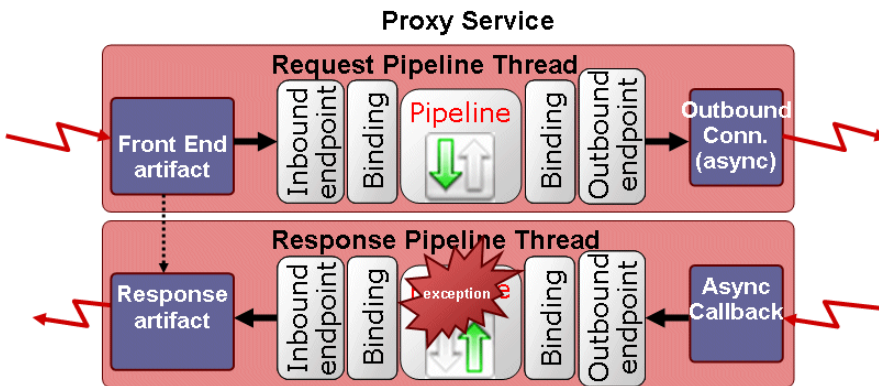 Proxy Service
Request Pipeline Thread
Front End
artifact
Inbound
endpoint
Binding
Pipeline
Binding
Outbound
endpoint
Outbound
Conn.
(async)
Response Pipeline Thread
Response
artifact
Inbound
endpoint
Binding
exception
Binding
Outbound
endpoint
Async
Callback